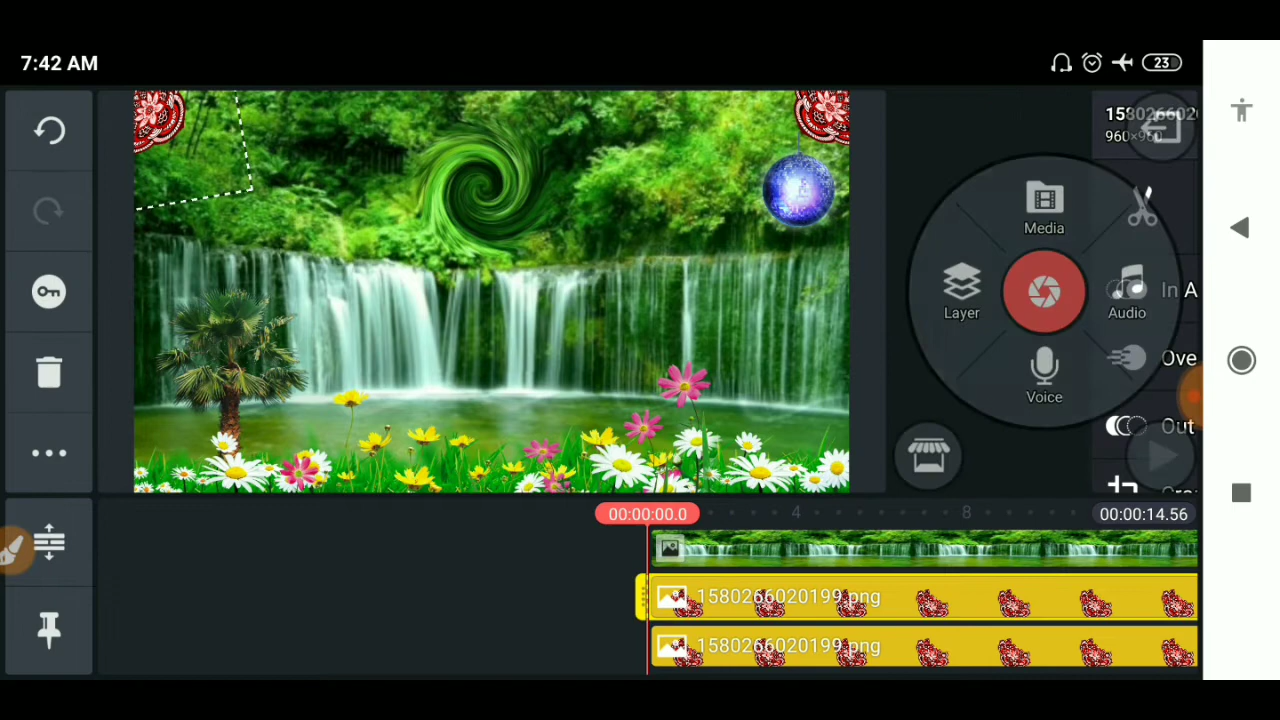 7:42 AM
23
1580266020
960×960
Media
Layer
Audio
In A
Voice
Ove
Out
00:00:00.0
4
8
00:00:14.56
1580266020199.png
1580266020199.png